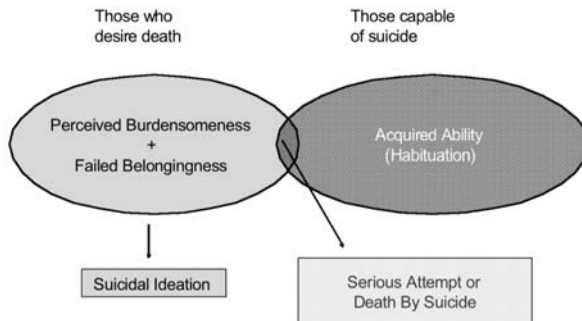 Those who
desire death
Those capable
of suicide
Perceived Burdensomeness
+
Failed Belongingness
Acquired Ability
(Habituation)
Suicidal Ideation
Serious Attempt or
Death By Suicide